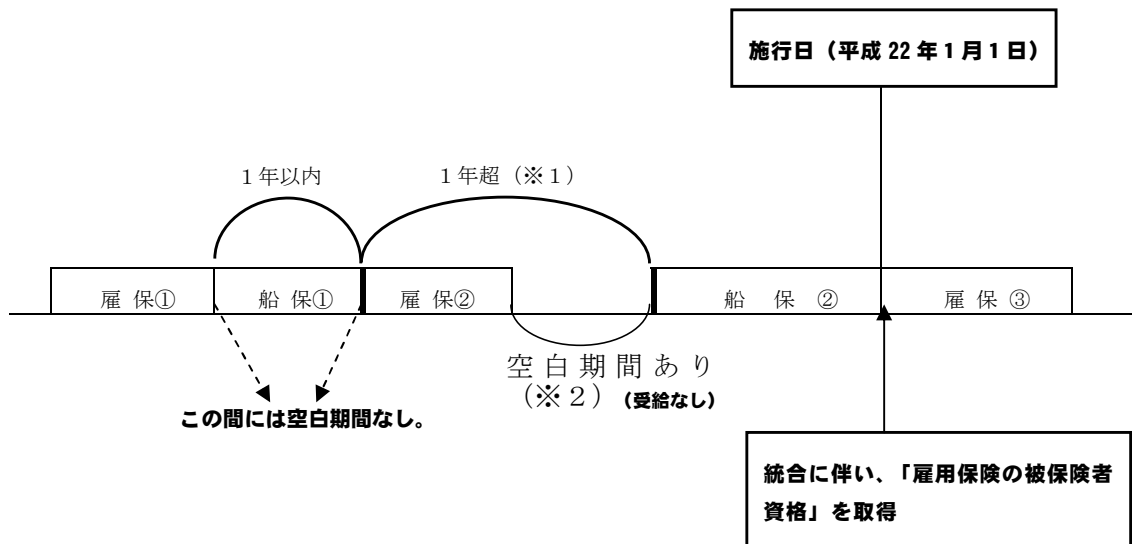 施行日（平成 22 年１月１日）
１年以内
１年超（※１）
雇 保①
船 保①
雇 保②
船 保 ②
雇 保 ③
空 白 期 間 あ り
（※２）（受給なし）
この間には空白期間なし。
統合に伴い、「雇用保険の被保険者
資格」を取得